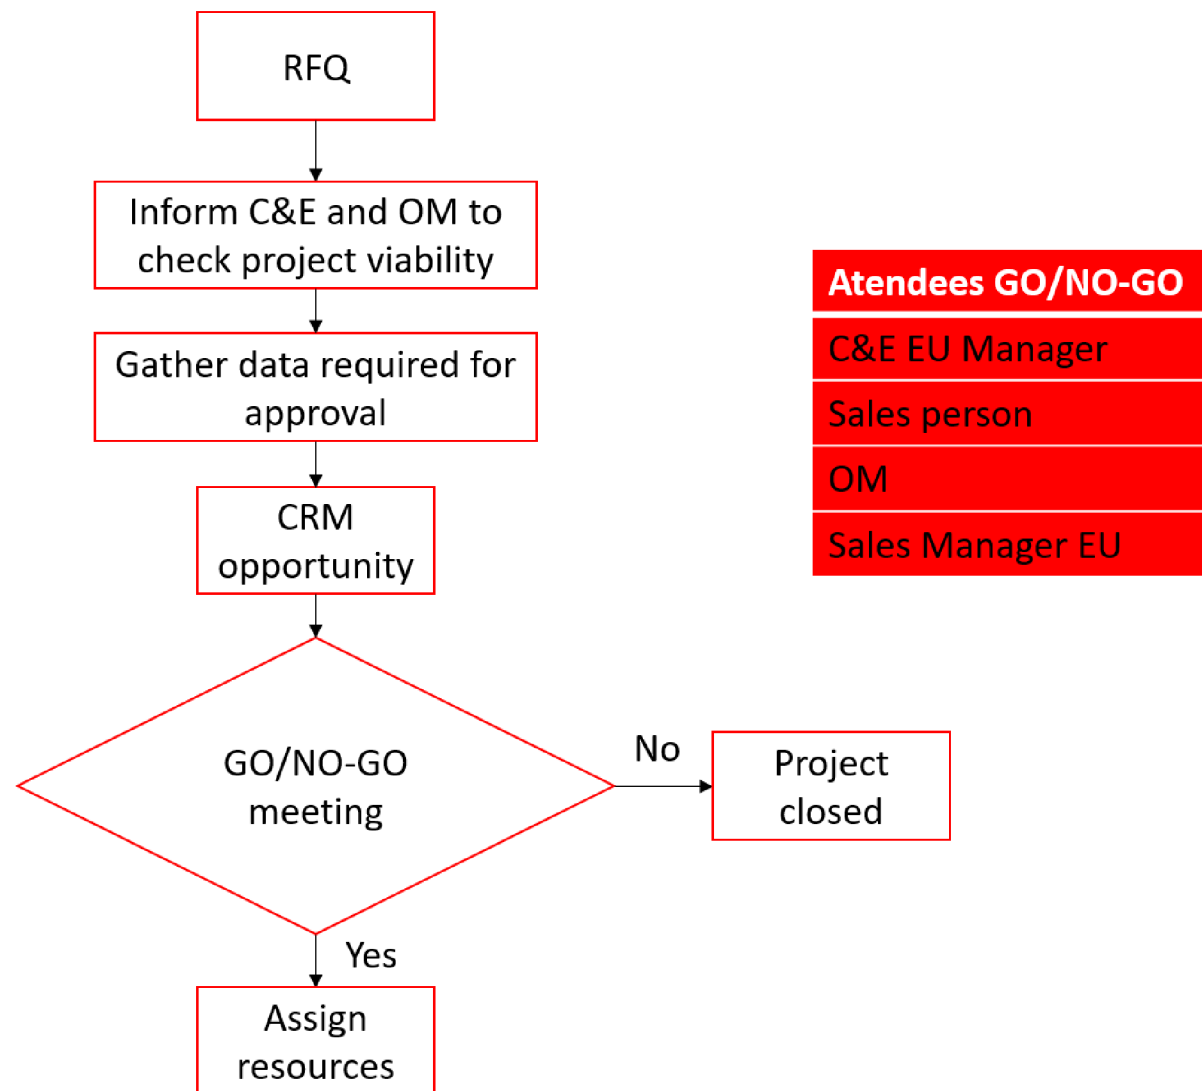 RFQ
Inform C&E and OM to
check project viability
Gather data required for
approval
CRM
opportunity
GO/NO-GO
meeting
No
Project
closed
Yes
Assign
resources
Atendees GO/NO-GO
C&E EU Manager
Sales person
OM
Sales Manager EU